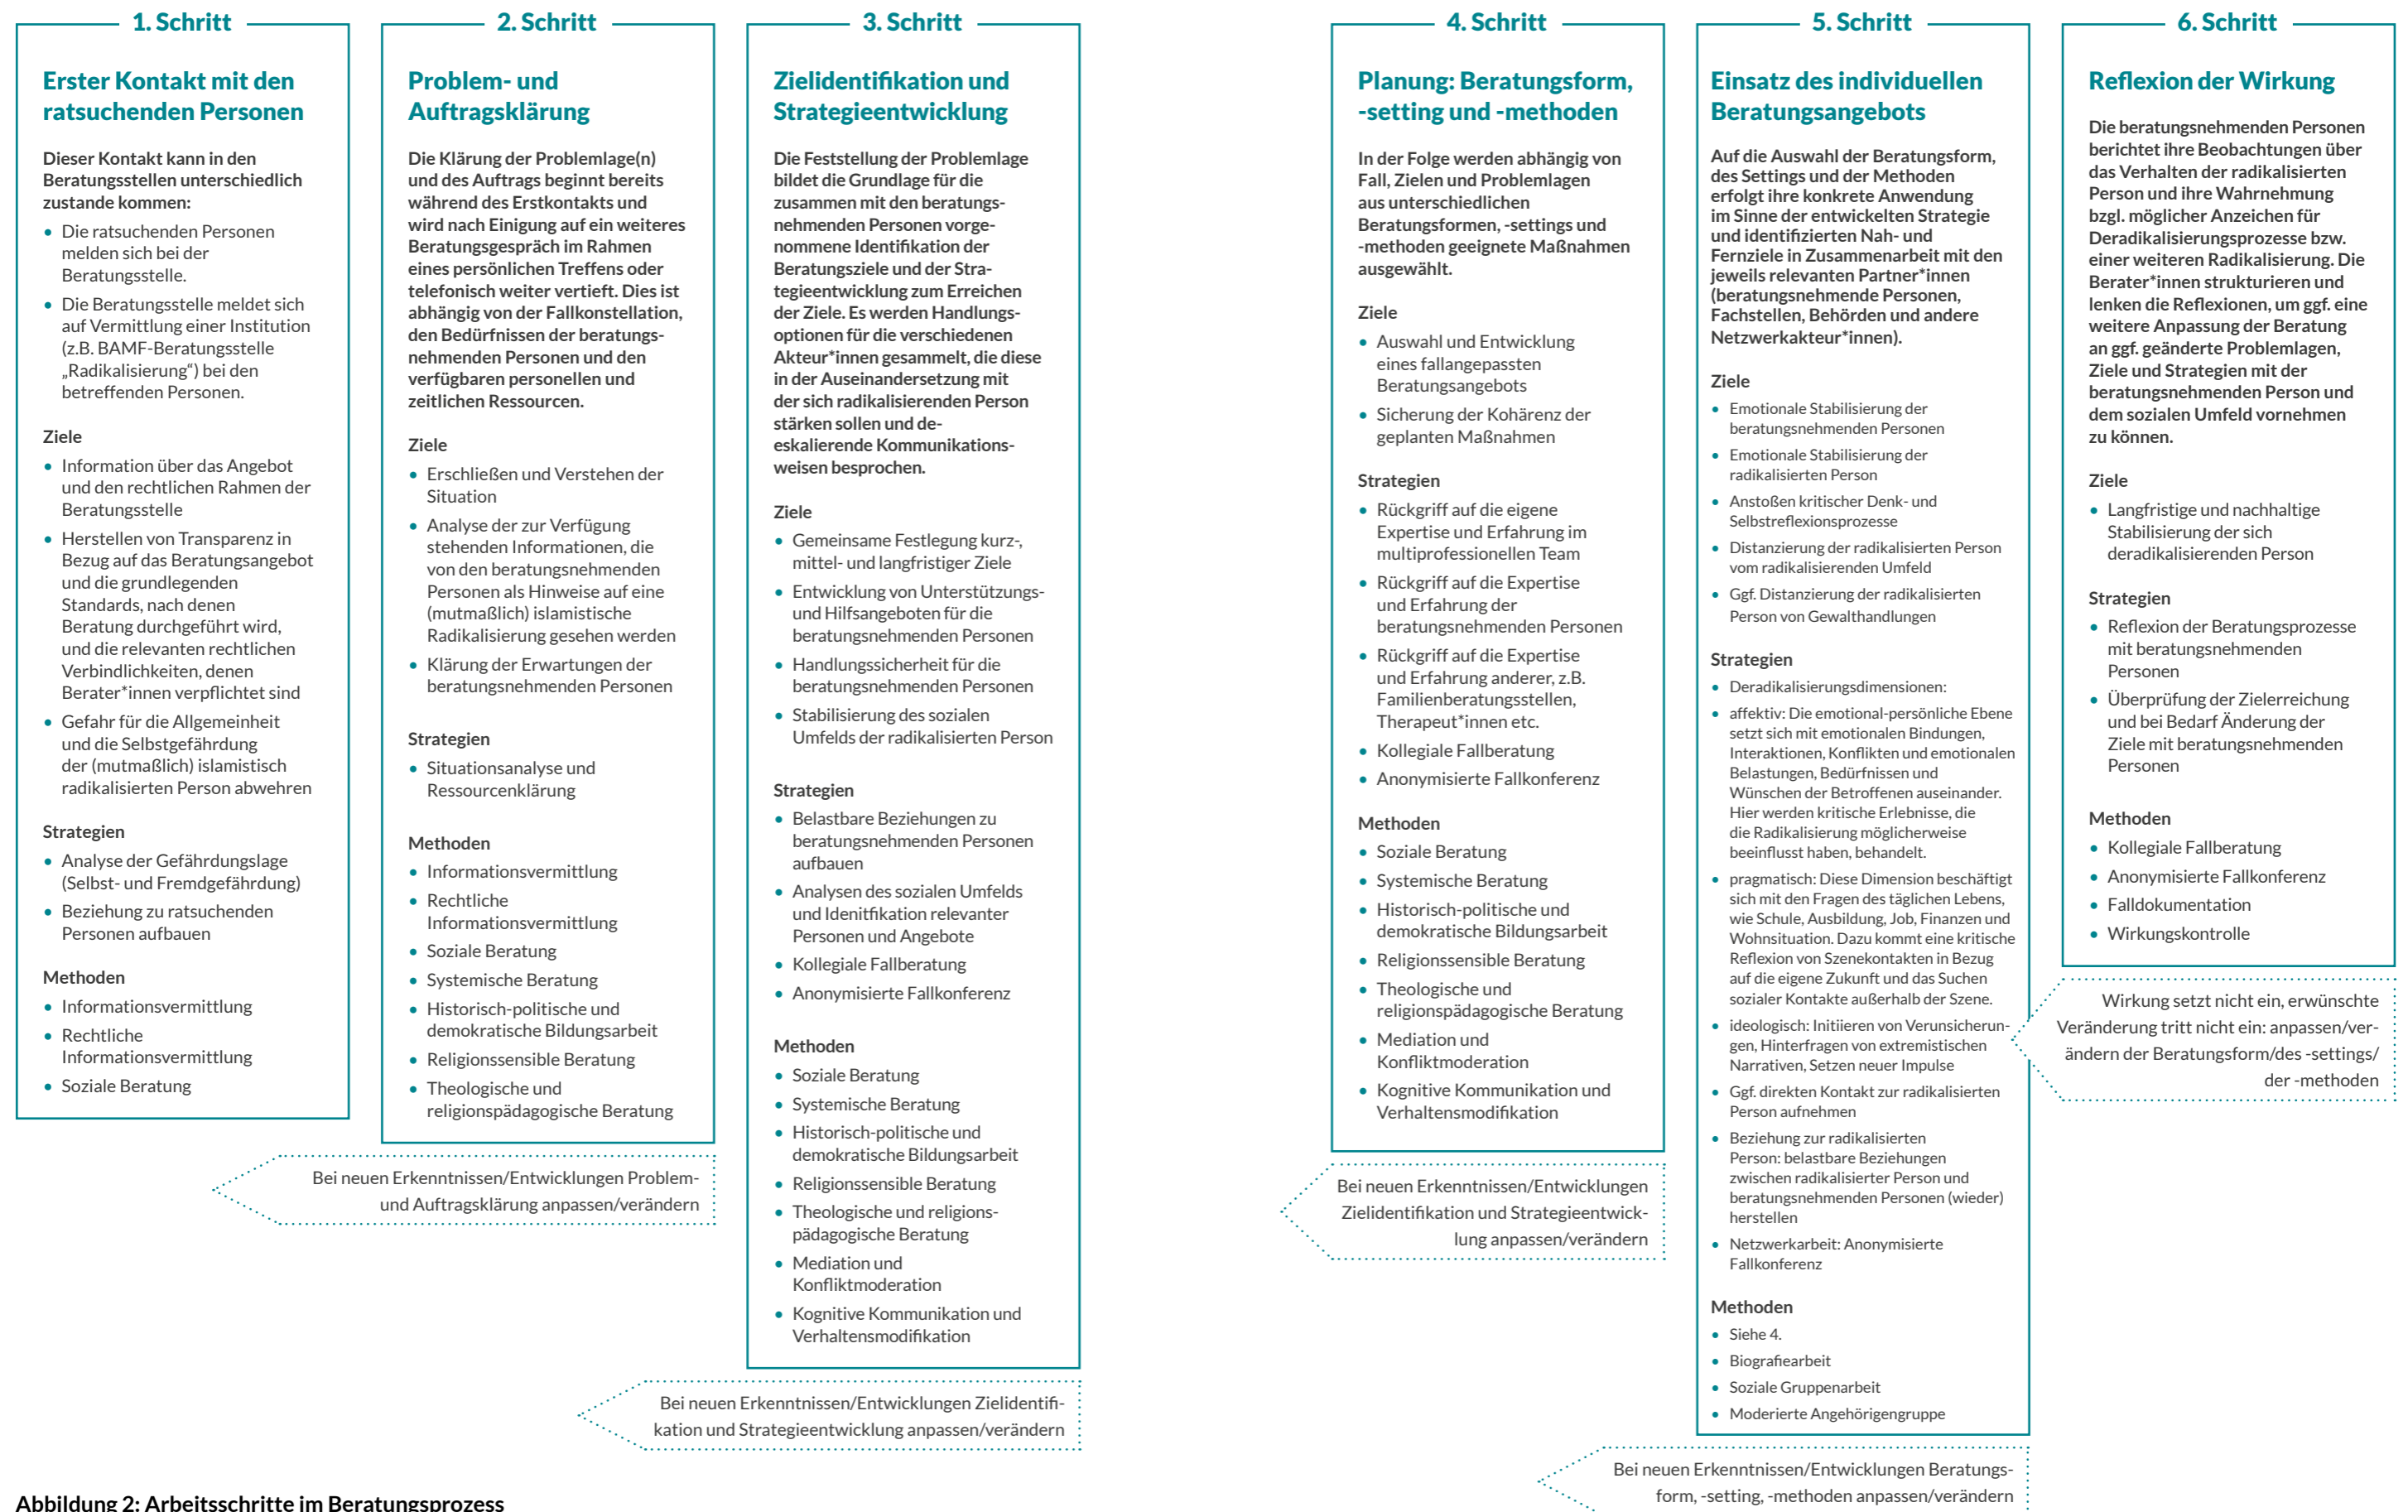 1. Schritt
Erster Kontakt mit den
ratsuchenden Personen
Dieser Kontakt kann in den
Beratungsstellen unterschiedlich
zustande kommen:
• Die ratsuchenden Personen
melden sich bei der
Beratungsstelle.
• Die Beratungsstelle meldet sich
auf Vermittlung einer Institution
(z.B. BAMF-Beratungsstelle
„Radikalisierung“) bei den
betreffenden Personen.
Ziele
• Information über das Angebot
und den rechtlichen Rahmen der
Beratungsstelle
• Herstellen von Transparenz in
Bezug auf das Beratungsangebot
und die grundlegenden
Standards, nach denen
Beratung durchgeführt wird,
und die relevanten rechtlichen
Verbindlichkeiten, denen
Berater*innen verpflichtet sind
• Gefahr für die Allgemeinheit
und die Selbstgefährdung
der (mutmaßlich) islamistisch
radikalisierten Person abwehren
Strategien
• Analyse der Gefährdungslage
(Selbst- und Fremdgefährdung)
• Beziehung zu ratsuchenden
Personen aufbauen
Methoden
• Informationsvermittlung
• Rechtliche
Informationsvermittlung
• Soziale Beratung
2. Schritt
Problem- und
Auftragsklärung
Die Klärung der Problemlage(n)
und des Auftrags beginnt bereits
während des Erstkontakts und
wird nach Einigung auf ein weiteres
Beratungsgespräch im Rahmen
eines persönlichen Treffens oder
telefonisch weiter vertieft. Dies ist
abhängig von der Fallkonstellation,
den Bedürfnissen der beratungs-
nehmenden Personen und den
verfügbaren personellen und
zeitlichen Ressourcen.
Ziele
• Erschließen und Verstehen der
Situation
• Analyse der zur Verfügung
stehenden Informationen, die
von den beratungsnehmenden
Personen als Hinweise auf eine
(mutmaßlich) islamistische
Radikalisierung gesehen werden
• Klärung der Erwartungen der
beratungsnehmenden Personen
Strategien
• Situationsanalyse und
Ressourcenklärung
Methoden
• Informationsvermittlung
• Rechtliche
Informationsvermittlung
• Soziale Beratung
• Systemische Beratung
• Historisch-politische und
demokratische Bildungsarbeit
• Religionssensible Beratung
• Theologische und
religionspädagogische Beratung
Bei neuen Erkenntnissen/Entwicklungen Problem-
und Auftragsklärung anpassen/verändern
3. Schritt
Zielidentifikation und
Strategieentwicklung
Die Feststellung der Problemlage
bildet die Grundlage für die
zusammen mit den beratungs-
nehmenden Personen vorge-
nommene Identifikation der
Beratungsziele und der Stra-
tegieentwicklung zum Erreichen
der Ziele. Es werden Handlungs-
optionen für die verschiedenen
Akteur*innen gesammelt, die diese
in der Auseinandersetzung mit
der sich radikalisierenden Person
stärken sollen und de-
eskalierende Kommunikations-
weisen besprochen.
Ziele
• Gemeinsame Festlegung kurz-,
mittel- und langfristiger Ziele
• Entwicklung von Unterstützungs-
und Hilfsangeboten für die
beratungsnehmenden Personen
• Handlungssicherheit für die
beratungsnehmenden Personen
• Stabilisierung des sozialen
Umfelds der radikalisierten Person
Strategien
• Belastbare Beziehungen zu
beratungsnehmenden Personen
aufbauen
• Analysen des sozialen Umfelds
und Idenitfikation relevanter
Personen und Angebote
• Kollegiale Fallberatung
• Anonymisierte Fallkonferenz
Methoden
• Soziale Beratung
• Systemische Beratung
• Historisch-politische und
demokratische Bildungsarbeit
• Religionssensible Beratung
• Theologische und religions-
pädagogische Beratung
• Mediation und
Konfliktmoderation
• Kognitive Kommunikation und
Verhaltensmodifikation
Bei neuen Erkenntnissen/Entwicklungen Zielidentifi-
kation und Strategieentwicklung anpassen/verändern
4. Schritt
Planung: Beratungsform,
-setting und -methoden
In der Folge werden abhängig von
Fall, Zielen und Problemlagen
aus unterschiedlichen
Beratungsformen, -settings und
-methoden geeignete Maßnahmen
ausgewählt.
Ziele
• Auswahl und Entwicklung
eines fallangepassten
Beratungsangebots
• Sicherung der Kohärenz der
geplanten Maßnahmen
Strategien
• Rückgriff auf die eigene
Expertise und Erfahrung im
multiprofessionellen Team
• Rückgriff auf die Expertise
und Erfahrung der
beratungsnehmenden Personen
• Rückgriff auf die Expertise
und Erfahrung anderer, z.B.
Familienberatungsstellen,
Therapeut*innen etc.
• Kollegiale Fallberatung
• Anonymisierte Fallkonferenz
Methoden
• Soziale Beratung
• Systemische Beratung
• Historisch-politische und
demokratische Bildungsarbeit
• Religionssensible Beratung
• Theologische und
religionspädagogische Beratung
• Mediation und
Konfliktmoderation
• Kognitive Kommunikation und
Verhaltensmodifikation
Bei neuen Erkenntnissen/Entwicklungen
Zielidentifikation und Strategieentwick-
lung anpassen/verändern
5. Schritt
Einsatz des individuellen
Beratungsangebots
Auf die Auswahl der Beratungsform,
des Settings und der Methoden
erfolgt ihre konkrete Anwendung
im Sinne der entwickelten Strategie
und identifizierten Nah- und
Fernziele in Zusammenarbeit mit den
jeweils relevanten Partner*innen
(beratungsnehmende Personen,
Fachstellen, Behörden und andere
Netzwerkakteur*innen).
Ziele
• Emotionale Stabilisierung der
beratungsnehmenden Personen
• Emotionale Stabilisierung der
radikalisierten Person
• Anstoßen kritischer Denk- und
Selbstreflexionsprozesse
• Distanzierung der radikalisierten Person
vom radikalisierenden Umfeld
• Ggf. Distanzierung der radikalisierten
Person von Gewalthandlungen
Strategien
• Deradikalisierungsdimensionen:
• affektiv: Die emotional-persönliche Ebene
setzt sich mit emotionalen Bindungen,
Interaktionen, Konflikten und emotionalen
Belastungen, Bedürfnissen und
Wünschen der Betroffenen auseinander.
Hier werden kritische Erlebnisse, die
die Radikalisierung möglicherweise
beeinflusst haben, behandelt.
• pragmatisch: Diese Dimension beschäftigt
sich mit den Fragen des täglichen Lebens,
wie Schule, Ausbildung, Job, Finanzen und
Wohnsituation. Dazu kommt eine kritische
Reflexion von Szenekontakten in Bezug
auf die eigene Zukunft und das Suchen
sozialer Kontakte außerhalb der Szene.
• ideologisch: Initiieren von Verunsicherun-
gen, Hinterfragen von extremistischen
Narrativen, Setzen neuer Impulse
• Ggf. direkten Kontakt zur radikalisierten
Person aufnehmen
• Beziehung zur radikalisierten
Person: belastbare Beziehungen
zwischen radikalisierter Person und
beratungsnehmenden Personen (wieder)
herstellen
• Netzwerkarbeit: Anonymisierte
Fallkonferenz
Methoden
• Siehe 4.
• Biografiearbeit
• Soziale Gruppenarbeit
• Moderierte Angehörigengruppe
Bei neuen Erkenntnissen/Entwicklungen Beratungs-
form, -setting, -methoden anpassen/verändern
6. Schritt
Reflexion der Wirkung
Die beratungsnehmenden Personen
berichtet ihre Beobachtungen über
das Verhalten der radikalisierten
Person und ihre Wahrnehmung
bzgl. möglicher Anzeichen für
Deradikalisierungsprozesse bzw.
einer weiteren Radikalisierung. Die
Berater*innen strukturieren und
lenken die Reflexionen, um ggf. eine
weitere Anpassung der Beratung
an ggf. geänderte Problemlagen,
Ziele und Strategien mit der
beratungsnehmenden Person und
dem sozialen Umfeld vornehmen
zu können.
Ziele
• Langfristige und nachhaltige
Stabilisierung der sich
deradikalisierenden Person
Strategien
• Reflexion der Beratungsprozesse
mit beratungsnehmenden
Personen
• Überprüfung der Zielerreichung
und bei Bedarf Änderung der
Ziele mit beratungsnehmenden
Personen
Methoden
• Kollegiale Fallberatung
• Anonymisierte Fallkonferenz
• Falldokumentation
• Wirkungskontrolle
Wirkung setzt nicht ein, erwünschte
Veränderung tritt nicht ein: anpassen/ver-
ändern der Beratungsform/des -settings/
der -methoden
Abbildung 2: Arbeitsschritte im Beratungsprozess